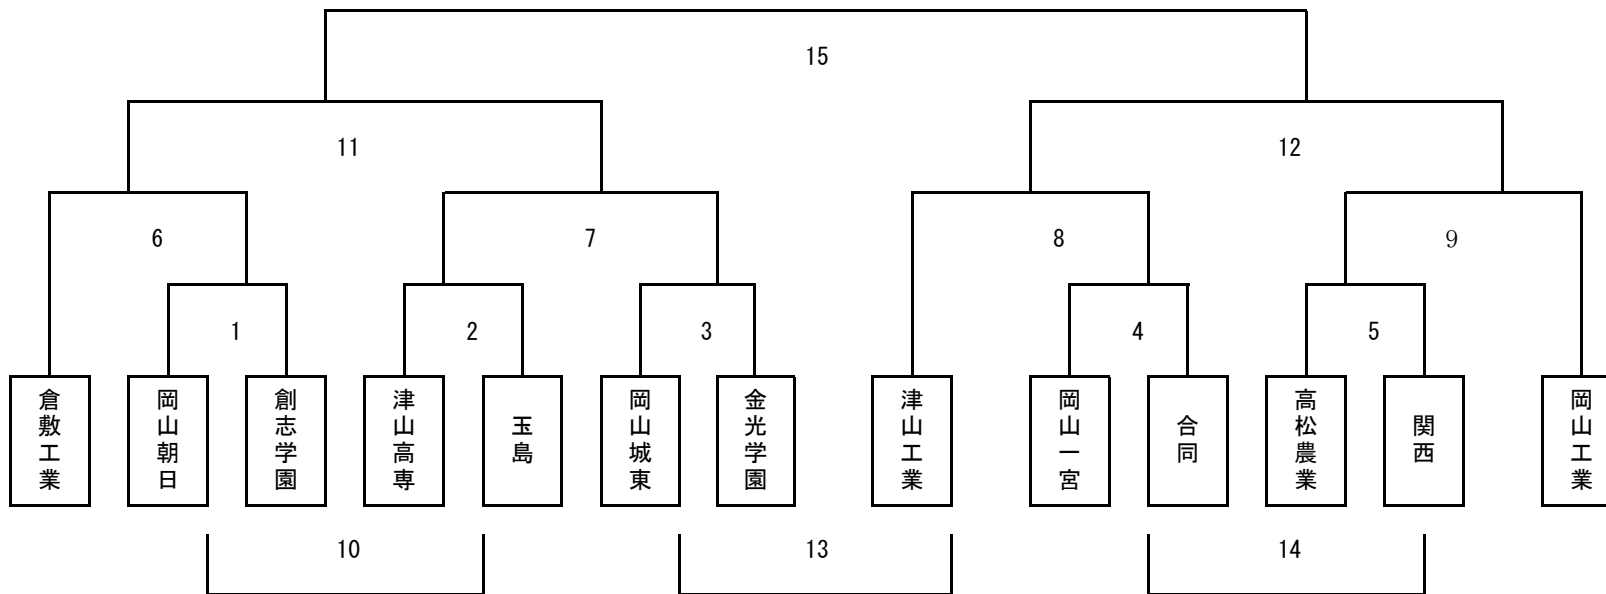 15
11
12
6
7
8
9
1
2
3
4
5
倉敷工業
岡山朝日
創志学園
津山高専
玉島
岡山城東
金光学園
津山工業
岡山一宮
合同
高松農業
関西
岡山工業
10
13
14